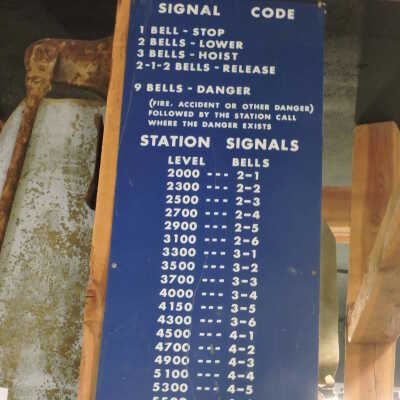 SIGNAL CODE
1 BELL - STOP
2 BELLS - LOWER
3 BELLS - HOIST
2-1-2 BELLS - RELEASE
9 BELLS - DANGER
(FIRE, ACCIDENT OR OTHER DANGER)
FOLLOWED BY THE STATION CALL
WHERE THE DANGER EXISTS
STATION SIGNALS
LEVEL BELLS
2000 --- 2-1
2300 --- 2-2
2500 --- 2-3
2700 --- 2-4
2900 --- 2-5
3100 --- 2-6
3300 --- 3-1
3500 --- 3-2
3700 --- 3-3
4000 --- 3-4
4150 --- 3-5
4300 --- 3-6
4500 --- 4-1
4700 --- 4-2
4900 --- 4-3
5100 --- 4-4
5300 --- 4-5